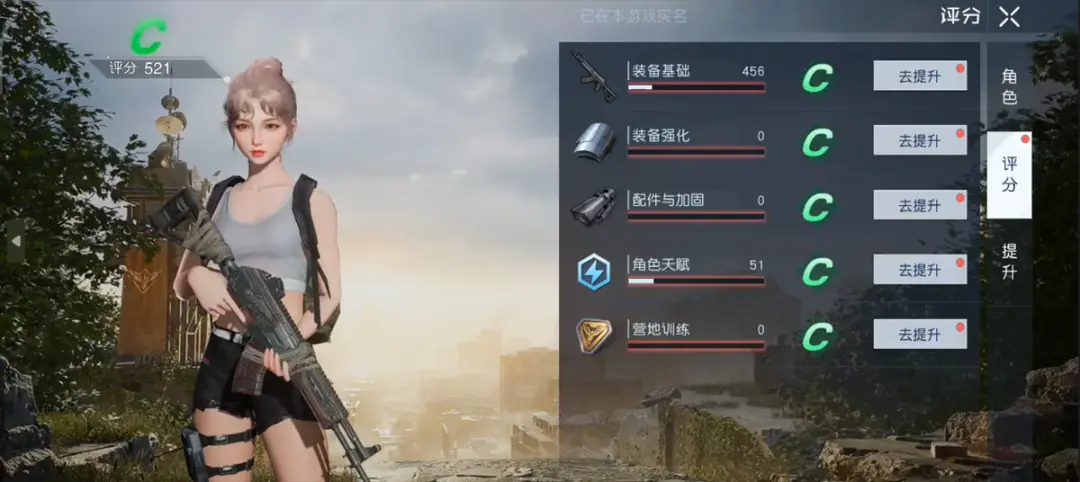 已在本游戏实名
评分
C
评分 521
装备基础 456 C 去提升
装备强化 0 C 去提升
配件与加固 0 C 去提升
角色天赋 51 C 去提升
营地训练 0 C 去提升
角色
评分
提升